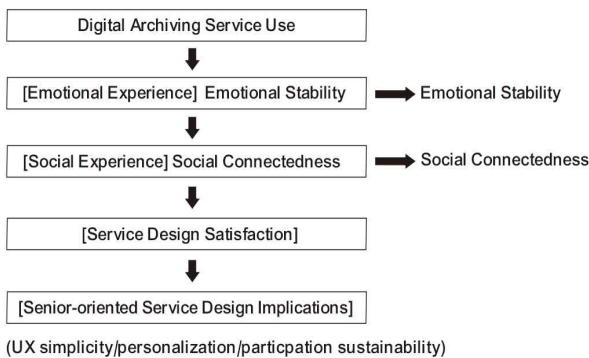 Digital Archiving Service Use
[Emotional Experience] Emotional Stability
Emotional Stability
[Social Experience] Social Connectedness
Social Connectedness
[Service Design Satisfaction]
[Senior-oriented Service Design Implications]
(UX simplicity/personalization/particpation sustainability)